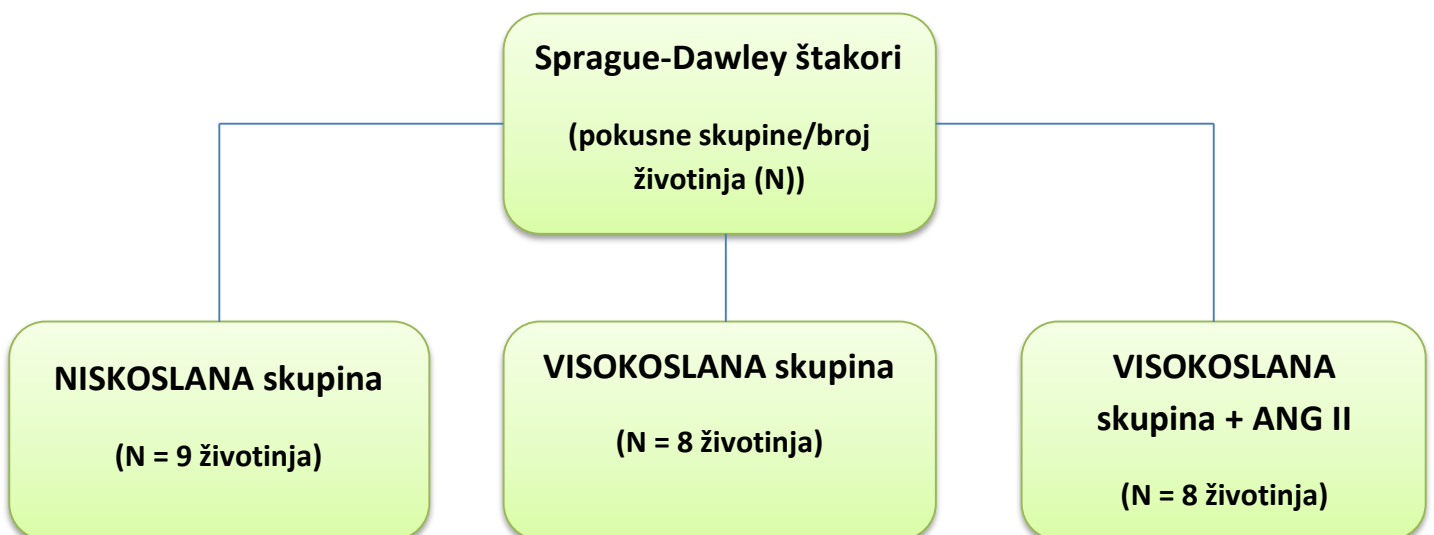 Sprague-Dawley štakori
(pokusne skupine/broj
životinja (N))
NISKOSLANA skupina
(N = 9 životinja)
VISOKOSLANA skupina
(N = 8 životinja)
VISOKOSLANA
skupina + ANG II
(N = 8 životinja)